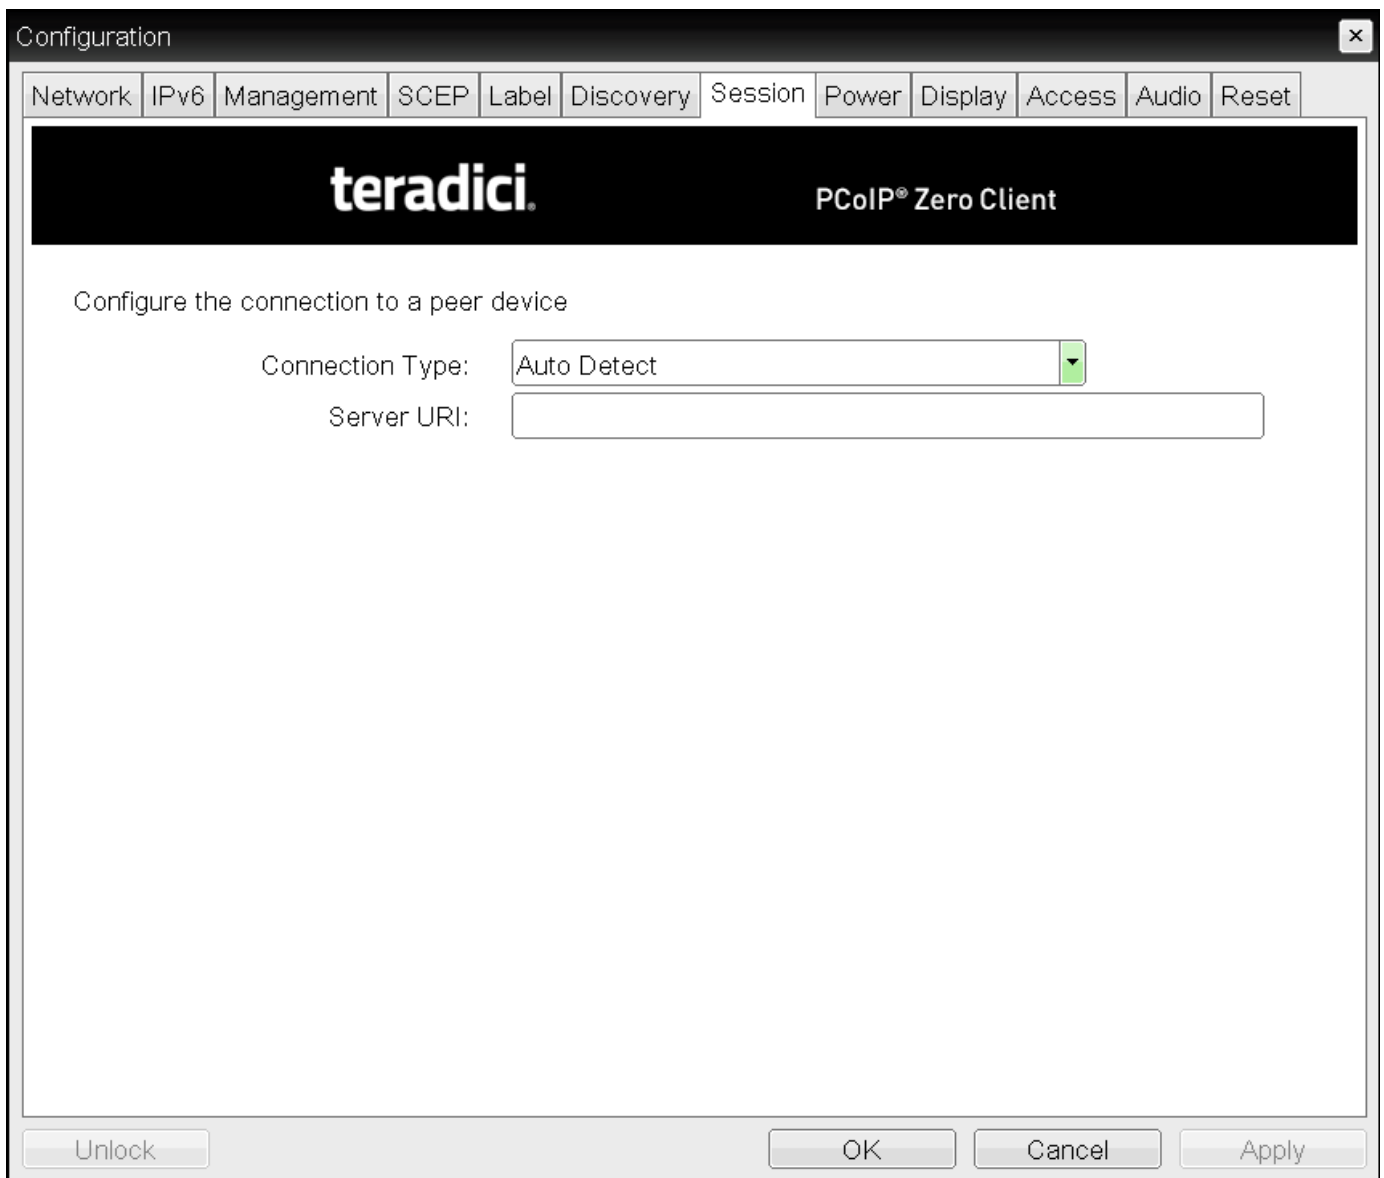 Configuration
Network IPv6 Management SCEP Label Discovery Session Power Display Access Audio Reset
teradici. PCoIP® Zero Client
Configure the connection to a peer device
Connection Type: Auto Detect
Server URI:
Unlock OK Cancel Apply